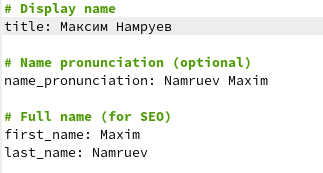 # Display name
title: Максим Намруев
# Name pronunciation (optional)
name_pronunciation: Namruev Maxim
# Full name (for SEO)
first_name: Maxim
last_name: Namruev